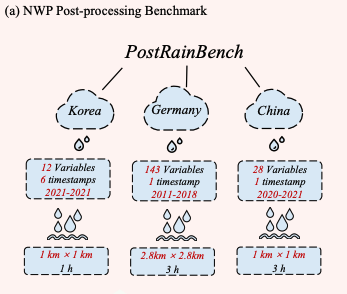 (a) NWP Post-processing Benchmark
PostRainBench
Korea
Germany
China
12 Variables
6 timestamps
2021-2021
143 Variables
1 timestamp
2011-2018
28 Variables
1 timestamp
2020-2021
1 km × 1 km
1 h
2.8km × 2.8km
3 h
1 km × 1 km
3 h